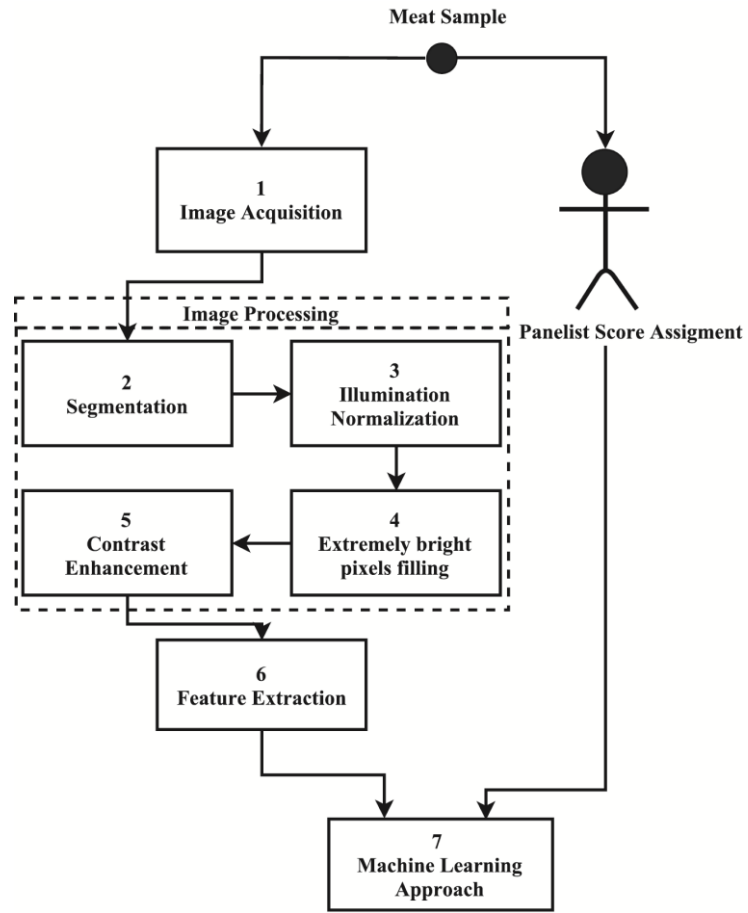 Meat Sample
1
Image Acquisition
Image Processing
Panelist Score Assigment
2
Segmentation
3
Illumination
Normalization
5
Contrast
Enhancement
4
Extremely bright
pixels filling
6
Feature Extraction
7
Machine Learning
Approach